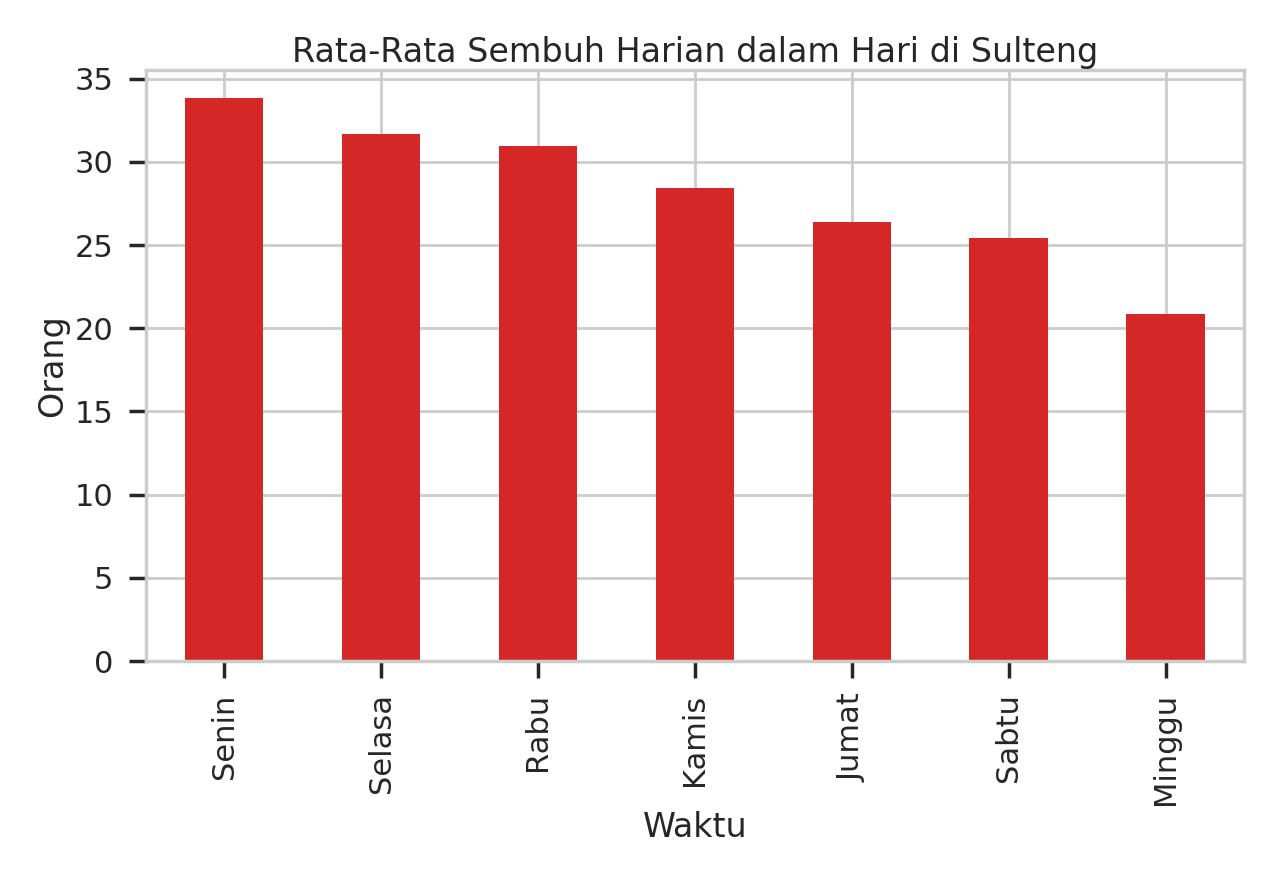 Rata-Rata Sembuh Harian dalam Hari di Sulteng
35
30
25
20
15
10
5
0
Orang
Senin
Selasa
Rabu
Kamis
Jumat
Sabtu
Minggu
Waktu